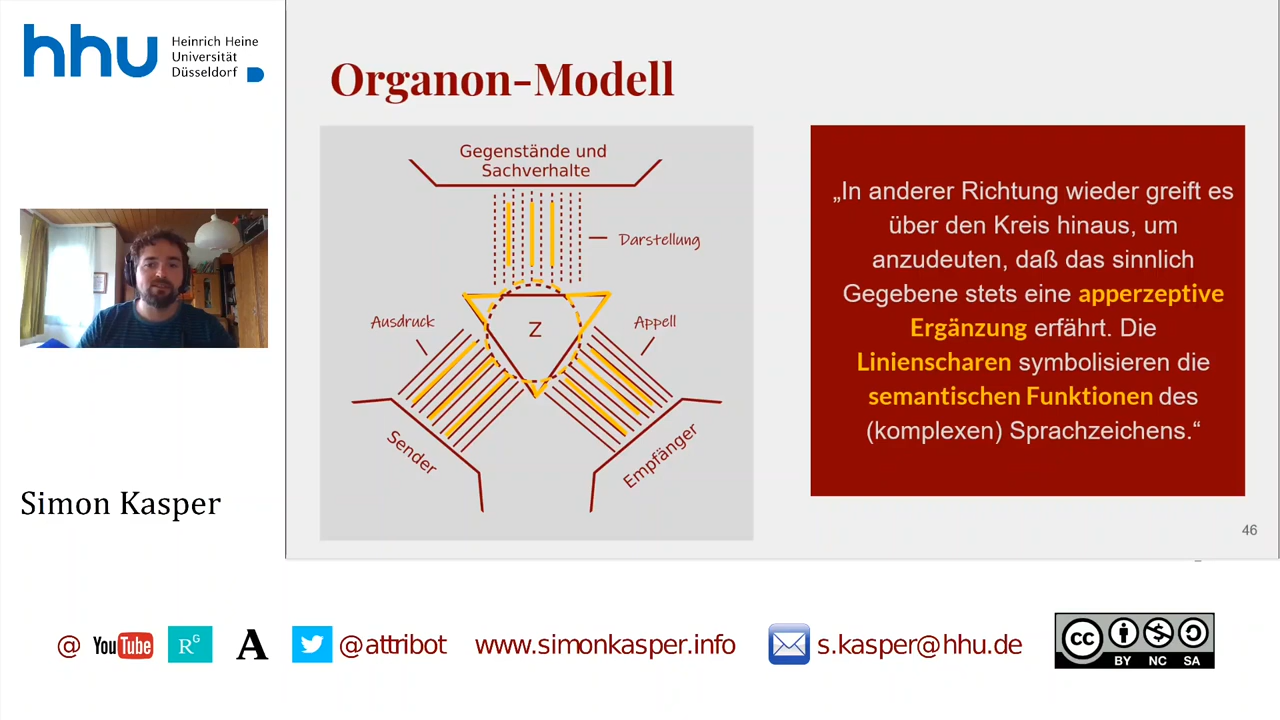 hhu
Heinrich Heine
Universität
Düsseldorf
Simon Kasper
Organon-Modell
Gegenstände und
Sachverhalte
Darstellung
Ausdruck
Appell
Z
Sender
Empfänger
„In anderer Richtung wieder greift es
über den Kreis hinaus, um
anzudeuten, daß das sinnlich
Gegebene stets eine apperzeptive
Ergänzung erfährt. Die
Linienscharen symbolisieren die
semantischen Funktionen des
(komplexen) Sprachzeichens.“
46
@ YouTube RG A @attribot www.simonkasper.info s.kasper@hhu.de
cc BY NC SA